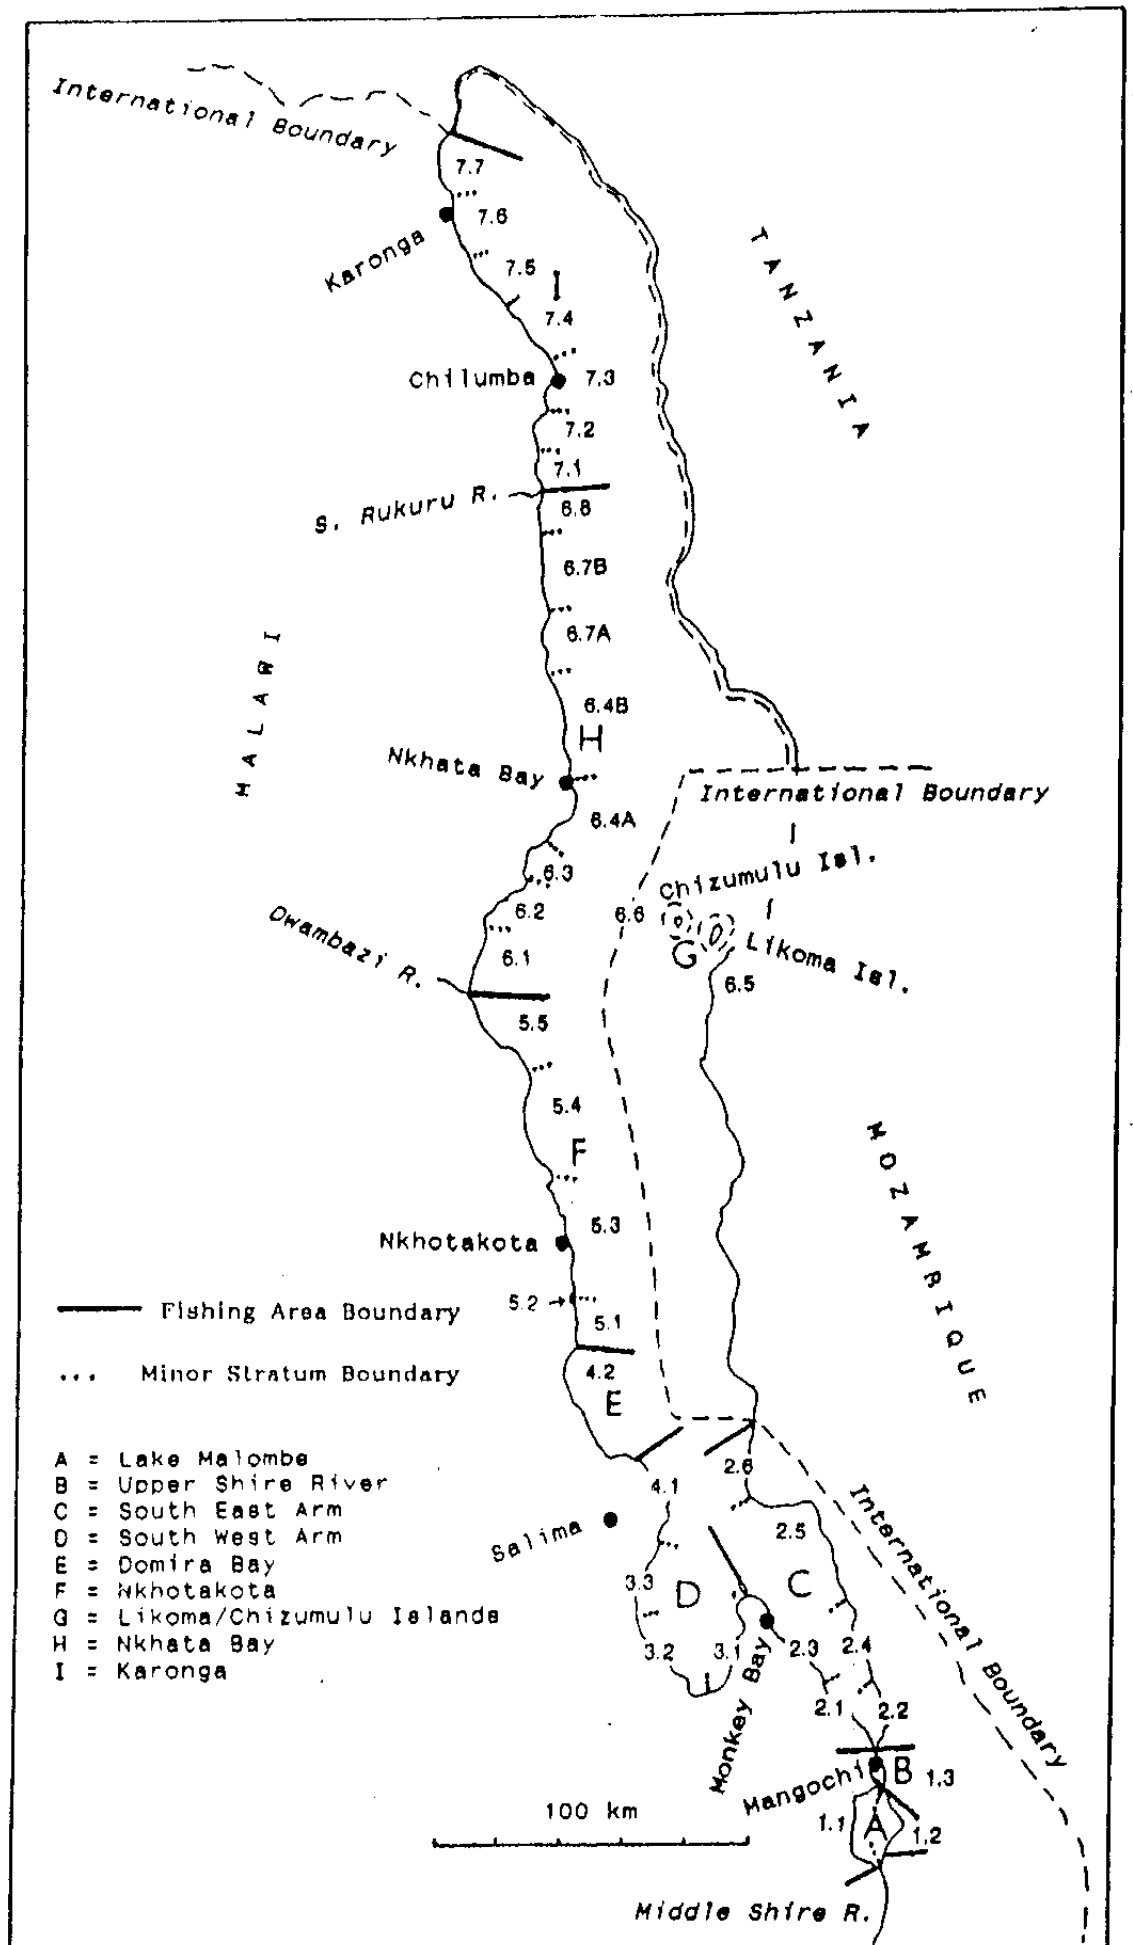 International Boundary
7.7
7.6
Karonga
7.5
I
7.4
TANZANIA
Chilumba
7.3
7.2
7.1
S. Rukuru R.
6.8
6.7B
6.7A
MALAWI
6.4B
H
Nkhata Bay
International Boundary
6.4A
Chizumulu Isl.
6.3
6.2
6.6
G
Likoma Isl.
Dwambazi R.
6.1
6.5
5.5
5.4
F
MOZAMBIQUE
5.3
Nkhotakota
5.2
5.1
Fishing Area Boundary
4.2
E
... Minor Stratum Boundary
A = Lake Malombe
B = Upper Shire River
C = South East Arm
D = South West Arm
E = Domira Bay
F = Nkhotakota
G = Likoma/Chizumulu Islands
H = Nkhata Bay
I = Karonga
2.6
4.1
International Boundary
Salima
2.5
3.3
D
C
3.2
3.1
2.3
2.4
Monkey Bay
2.1
2.2
Mangochi
B
1.3
100 km
1.1
A
1.2
Middle Shire R.